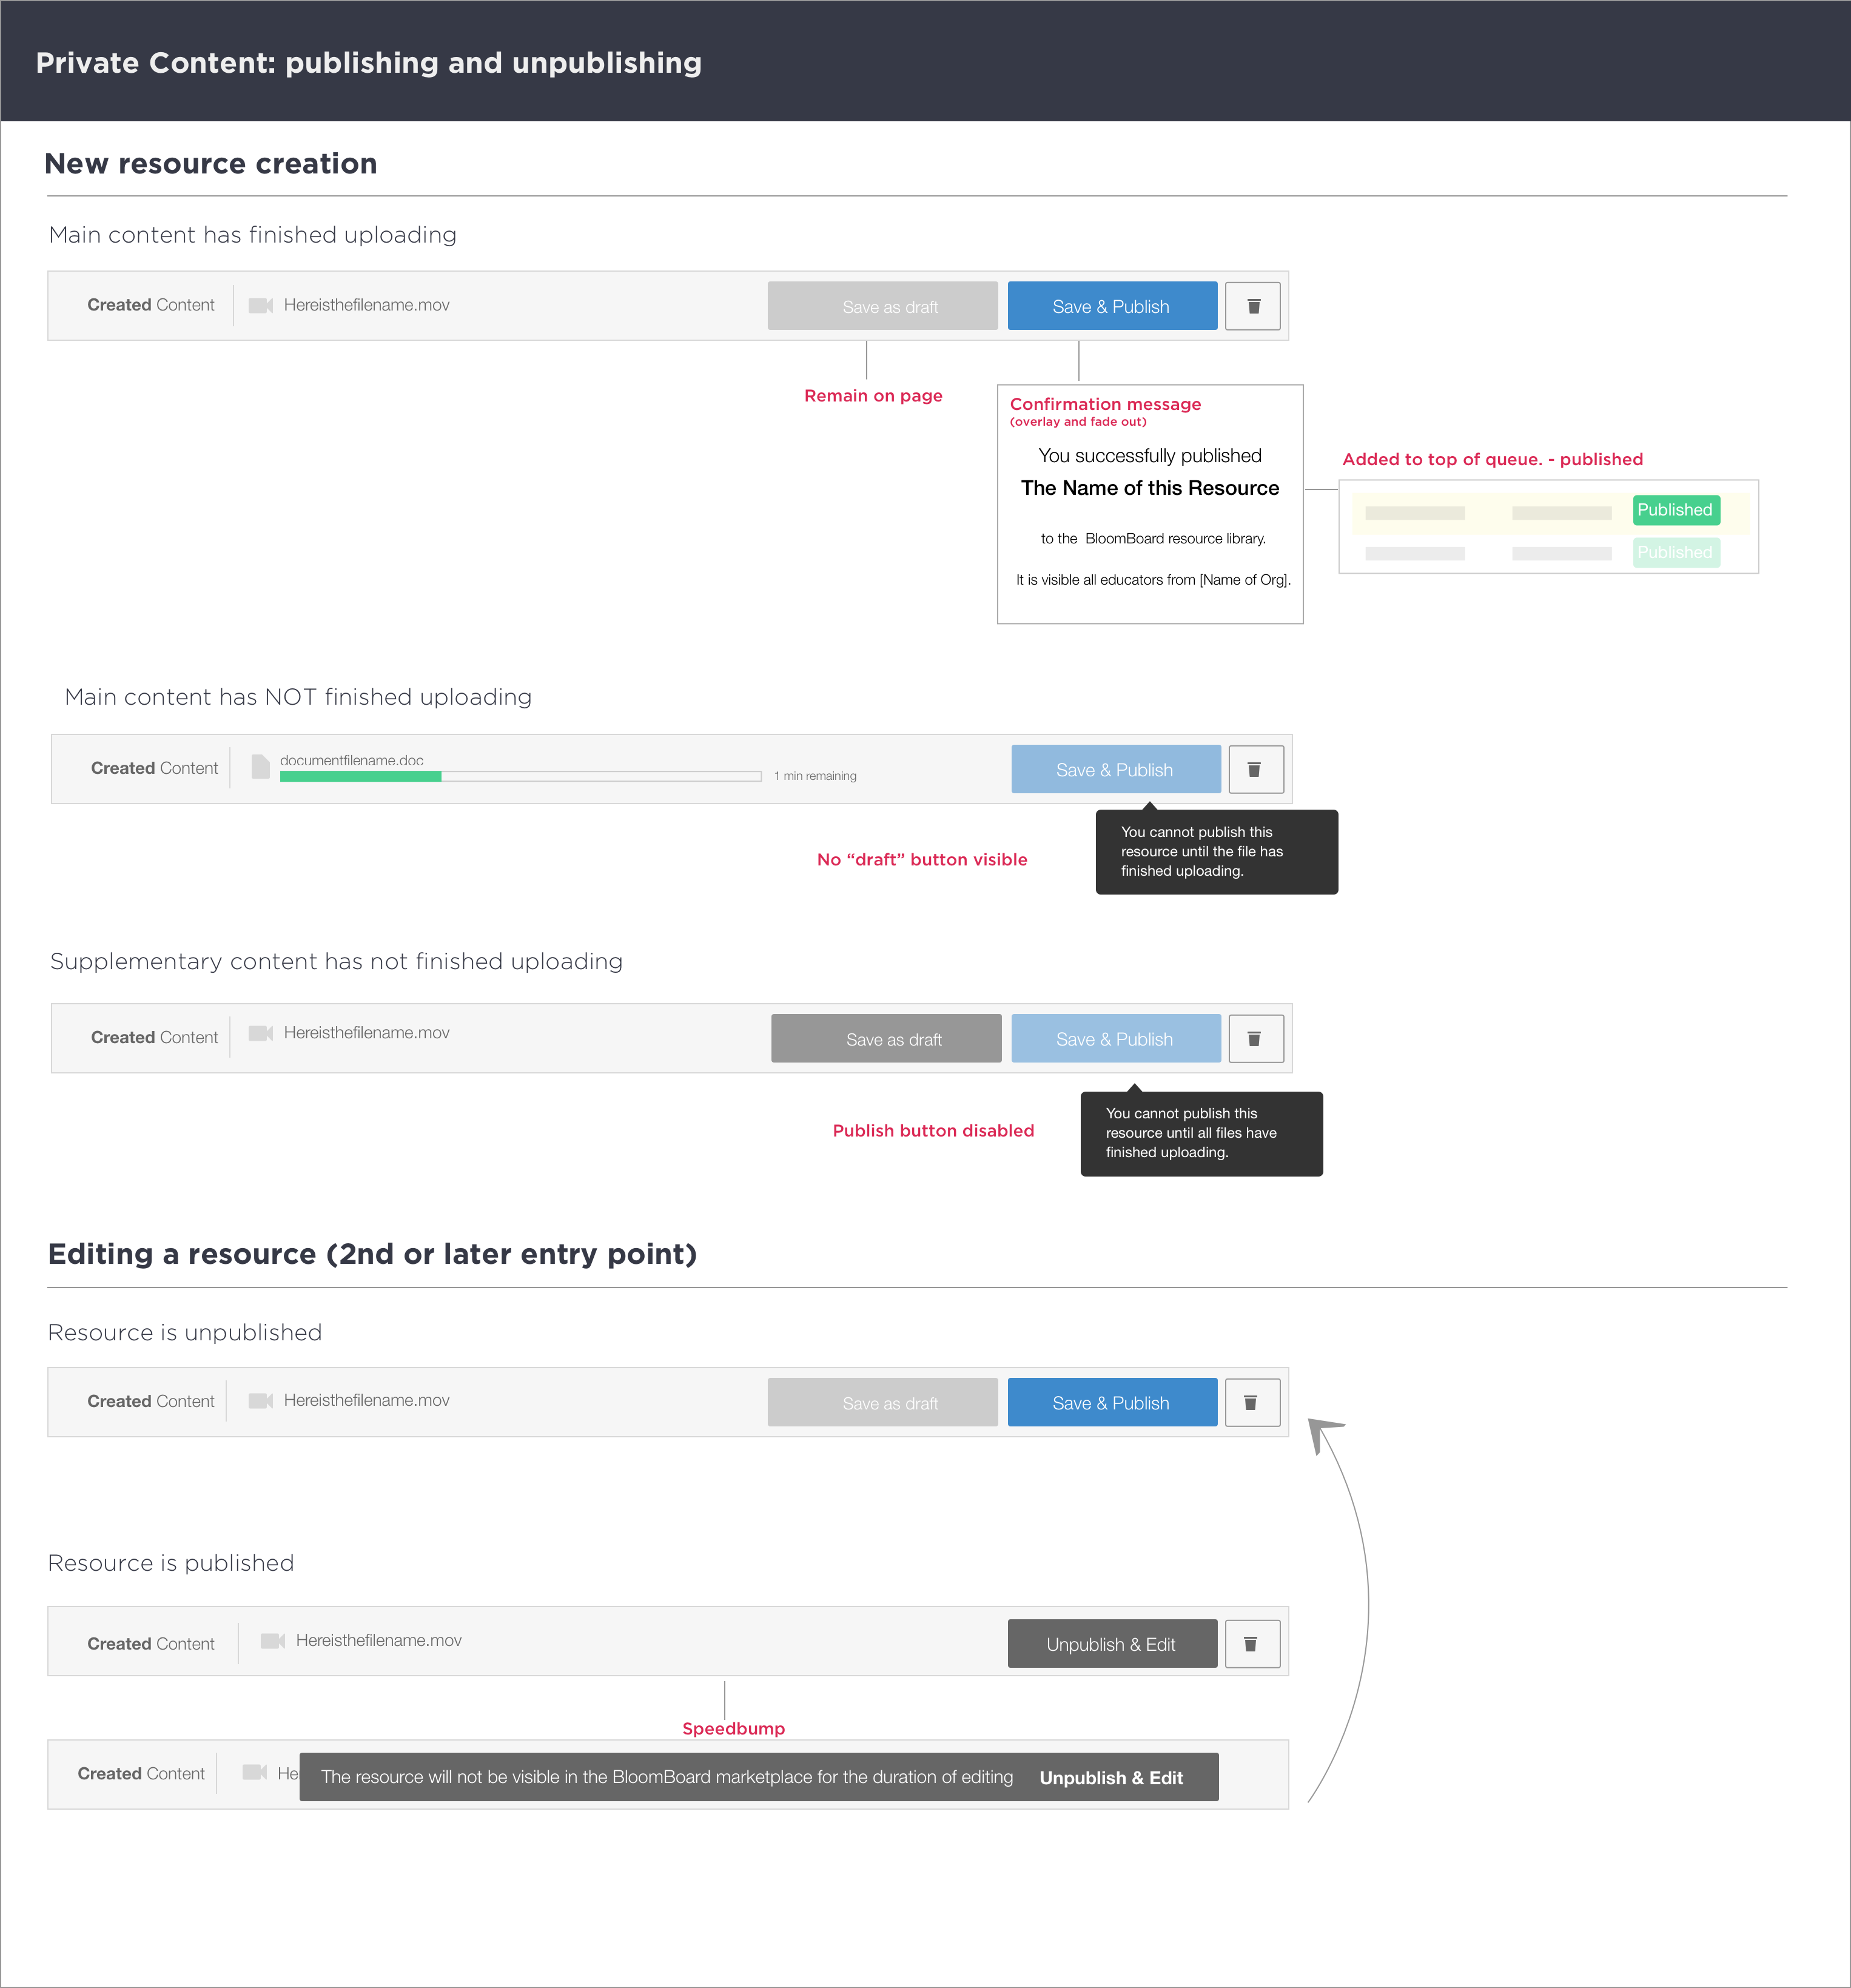 Private Content: publishing and unpublishing
New resource creation
Main content has finished uploading
Created Content
Hereisthefilename.mov
Save as draft
Save & Publish
Remain on page
Confirmation message
(overlay and fade out)
You successfully published
The Name of this Resource
to the BloomBoard resource library.
It is visible all educators from [Name of Org].
Added to top of queue. - published
Published
Published
Main content has NOT finished uploading
Created Content
documentfilename.doc
1 min remaining
Save & Publish
No “draft” button visible
You cannot publish this
resource until the file has
finished uploading.
Supplementary content has not finished uploading
Created Content
Hereisthefilename.mov
Save as draft
Save & Publish
Publish button disabled
You cannot publish this
resource until all files have
finished uploading.
Editing a resource (2nd or later entry point)
Resource is unpublished
Created Content
Hereisthefilename.mov
Save as draft
Save & Publish
Resource is published
Created Content
Hereisthefilename.mov
Unpublish & Edit
Speedbump
Created Content
He
The resource will not be visible in the BloomBoard marketplace for the duration of editing
Unpublish & Edit